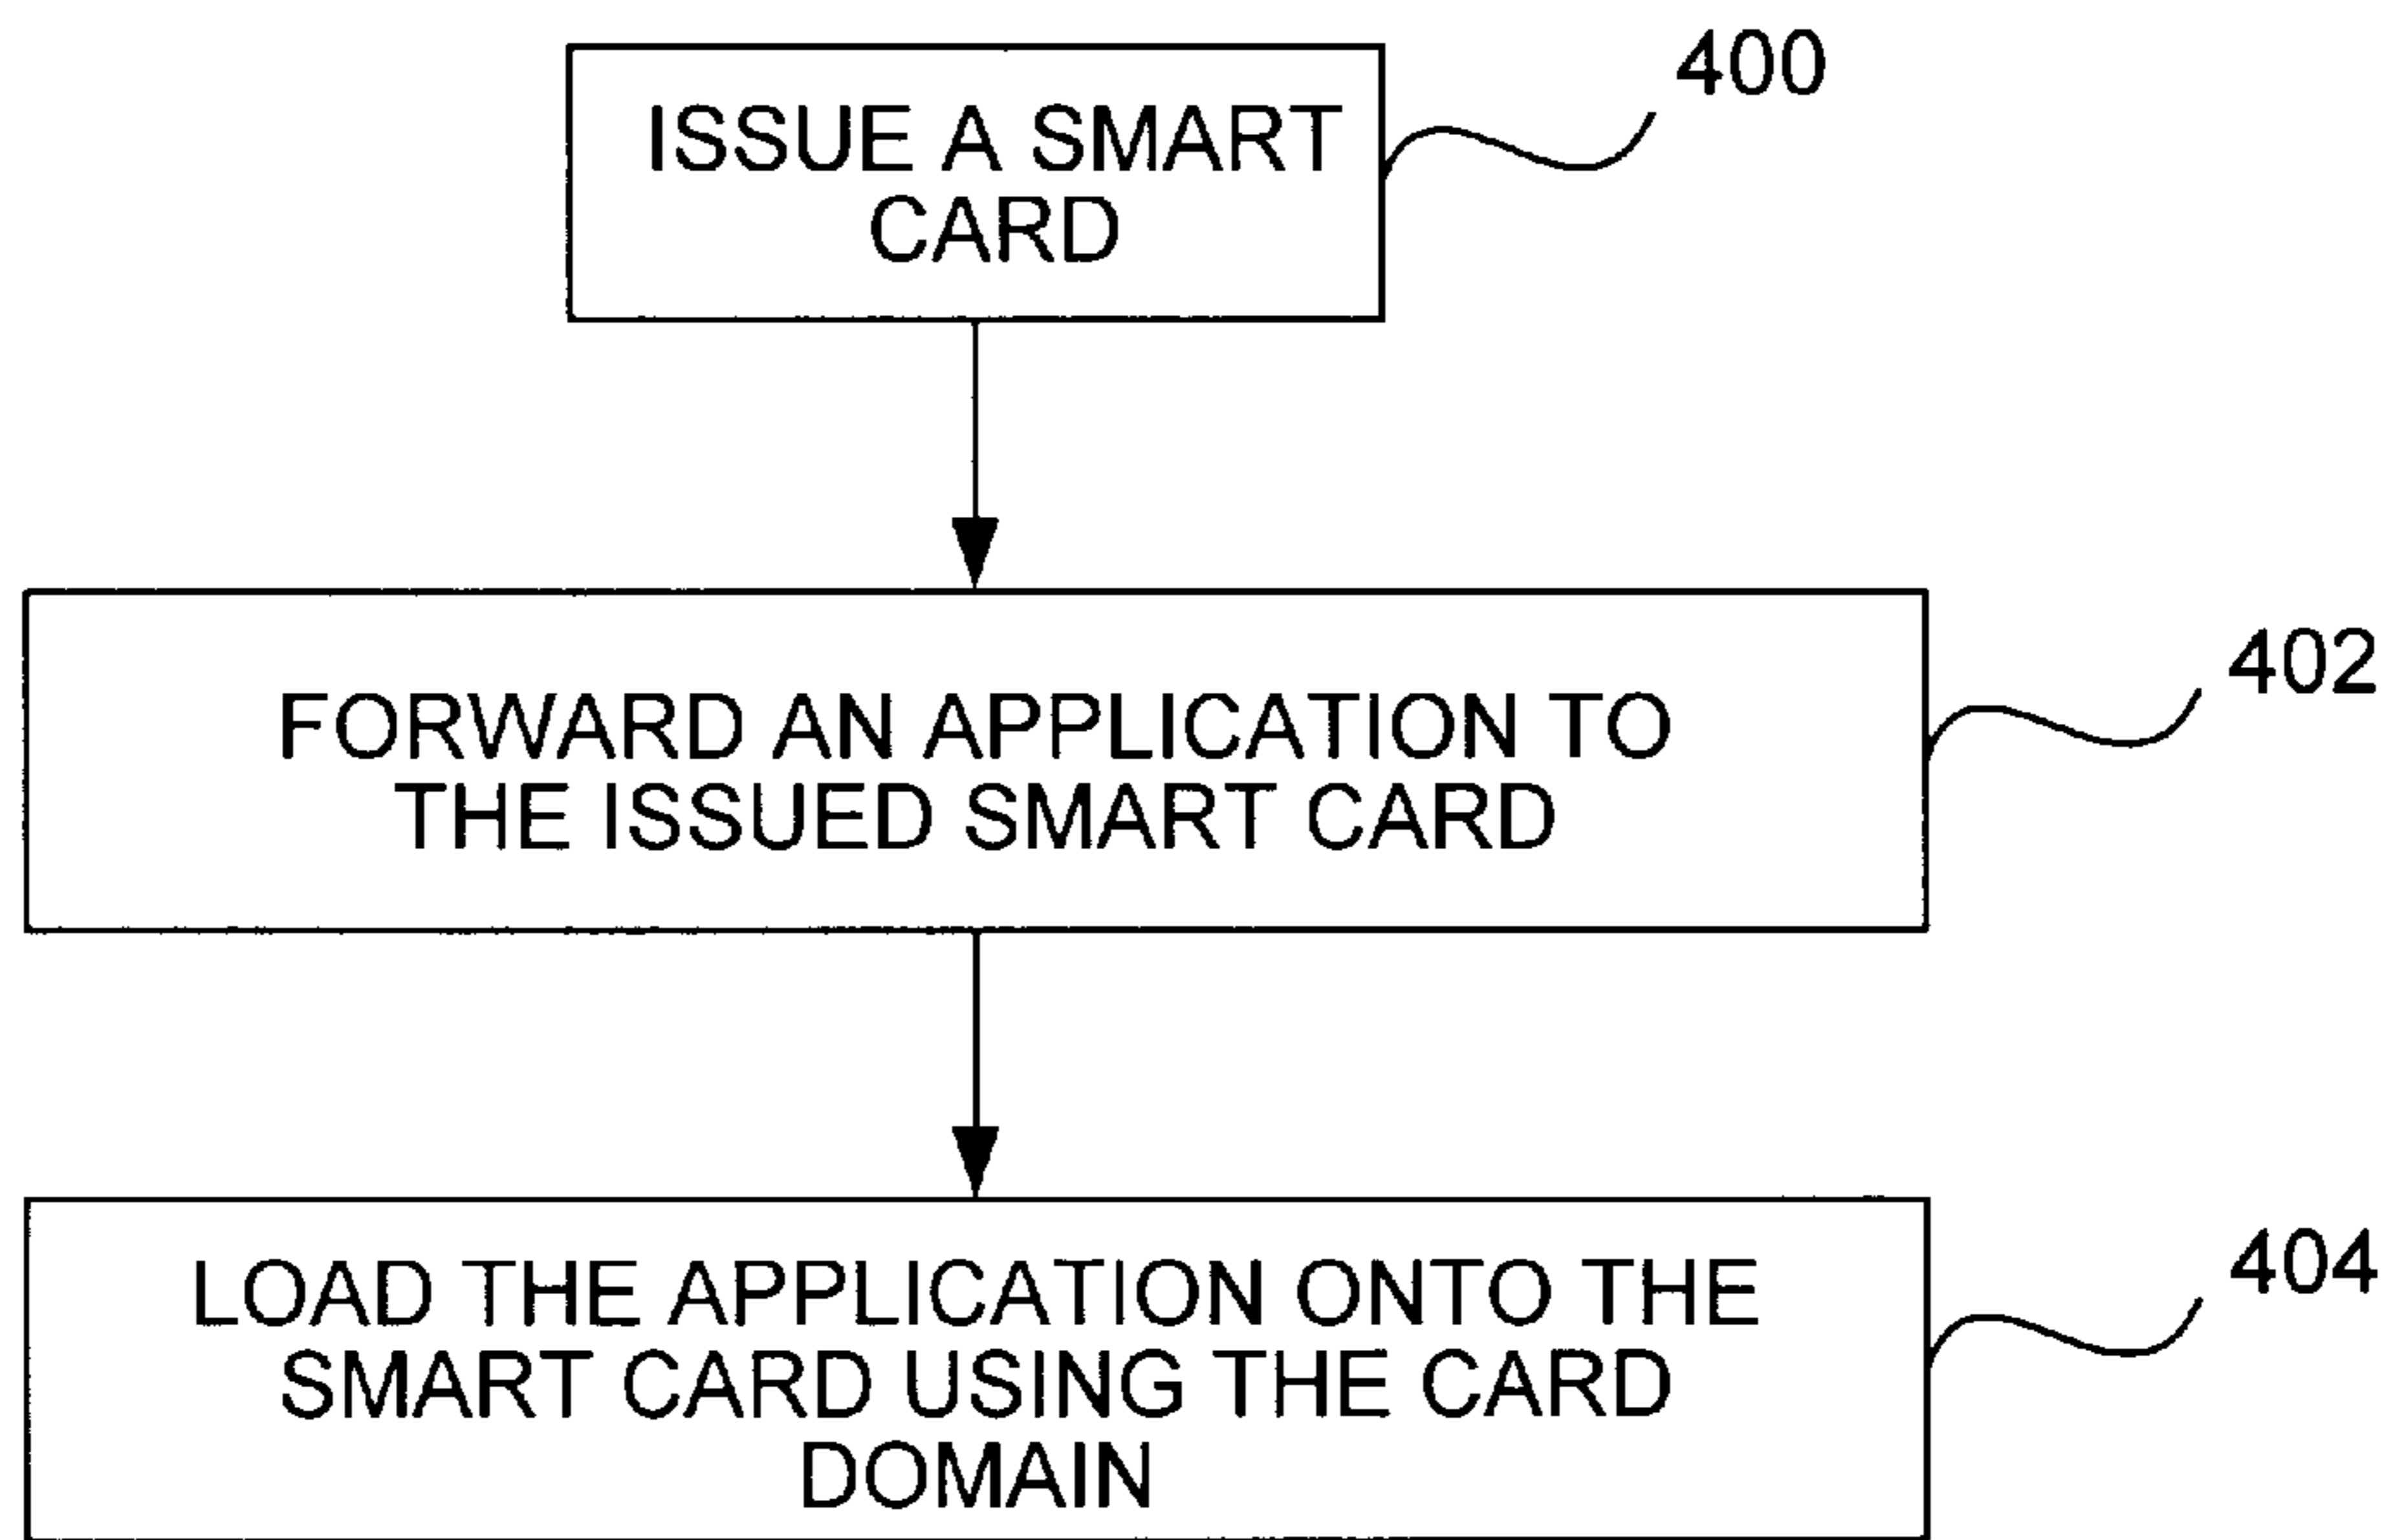 ISSUE A SMART
CARD
400
FORWARD AN APPLICATION TO
THE ISSUED SMART CARD
402
LOAD THE APPLICATION ONTO THE
SMART CARD USING THE CARD
DOMAIN
404